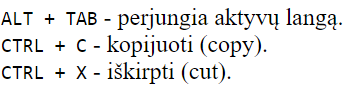 ALT + TAB - perjungia aktyvų langą.
CTRL + C - kopijuoti (copy).
CTRL + X - iškirpti (cut).